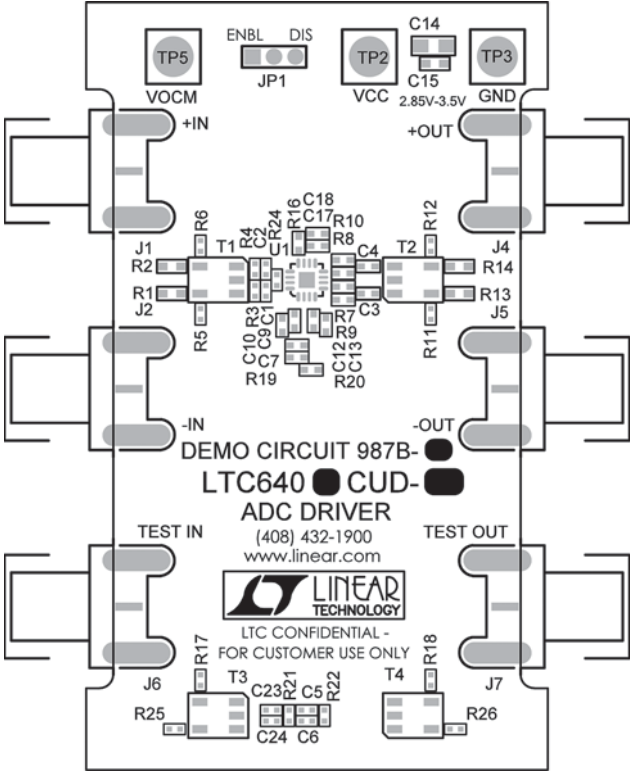 C14
ENBL DIS
TP5 TP2 TP3
JP1 C15
VOCM VCC 2.85V-3.5V GND
+IN +OUT
C18
C17
R6 R4 C2 R24 R16 R10 R12
R8
J1 T1 U1 C4 T2 J4
R2 R14
R1 R13
J2 R3 C1 C3 J5
R5 R7 R11
R9
C10 C9 C7 C12 C13
R19 R20
-IN -OUT
DEMO CIRCUIT 987B-
LTC640 CUD-
ADC DRIVER
TEST IN TEST OUT
(408) 432-1900
www.linear.com
LINEAR
TECHNOLOGY
LTC CONFIDENTIAL -
FOR CUSTOMER USE ONLY
R17 R18
J6 T3 T4 J7
C23 R21 C5 R22
R25 R26
C24 C6